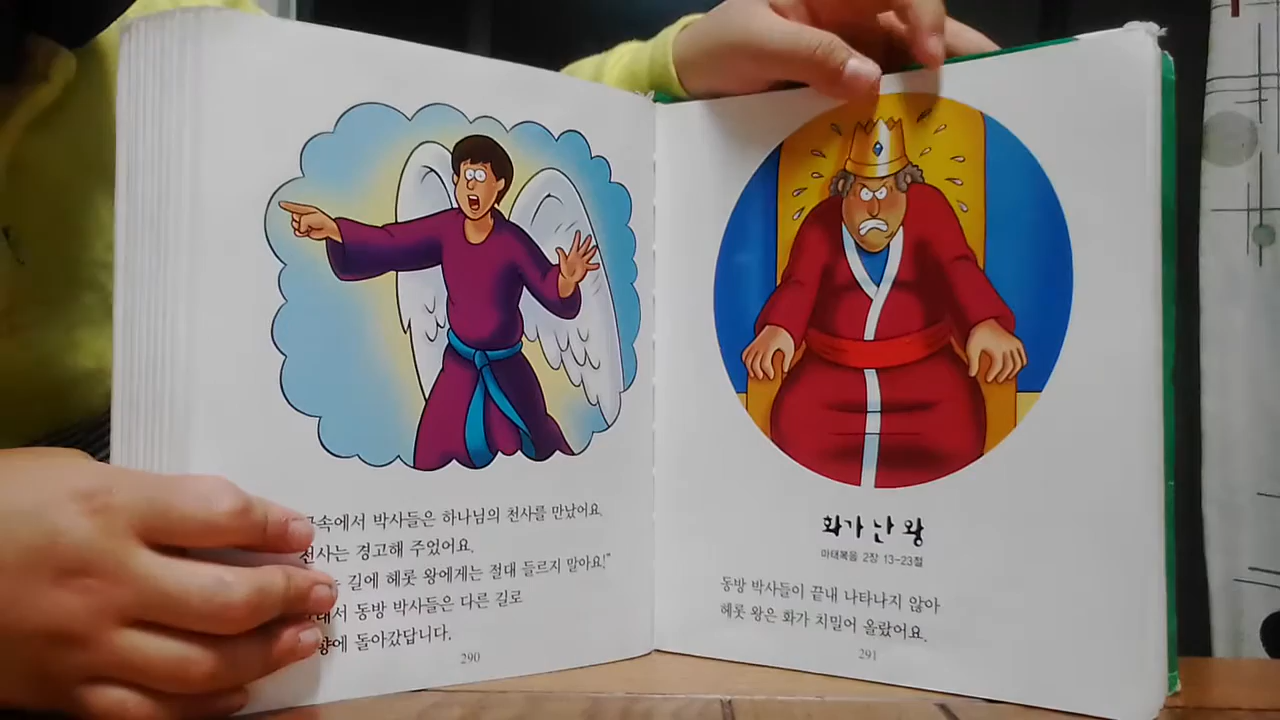 박사들은 하나님의 천사를 만났어요.
천사는 경고해 주었어요.
길에 헤롯 왕에게는 절대 들르지 말아요!”
동방 박사들은 다른 길로
돌아갔답니다.
290
화가 난 왕
마태복음 2장 13-23절
동방 박사들이 끝내 나타나지 않아
헤롯 왕은 화가 치밀어 올랐어요.
291